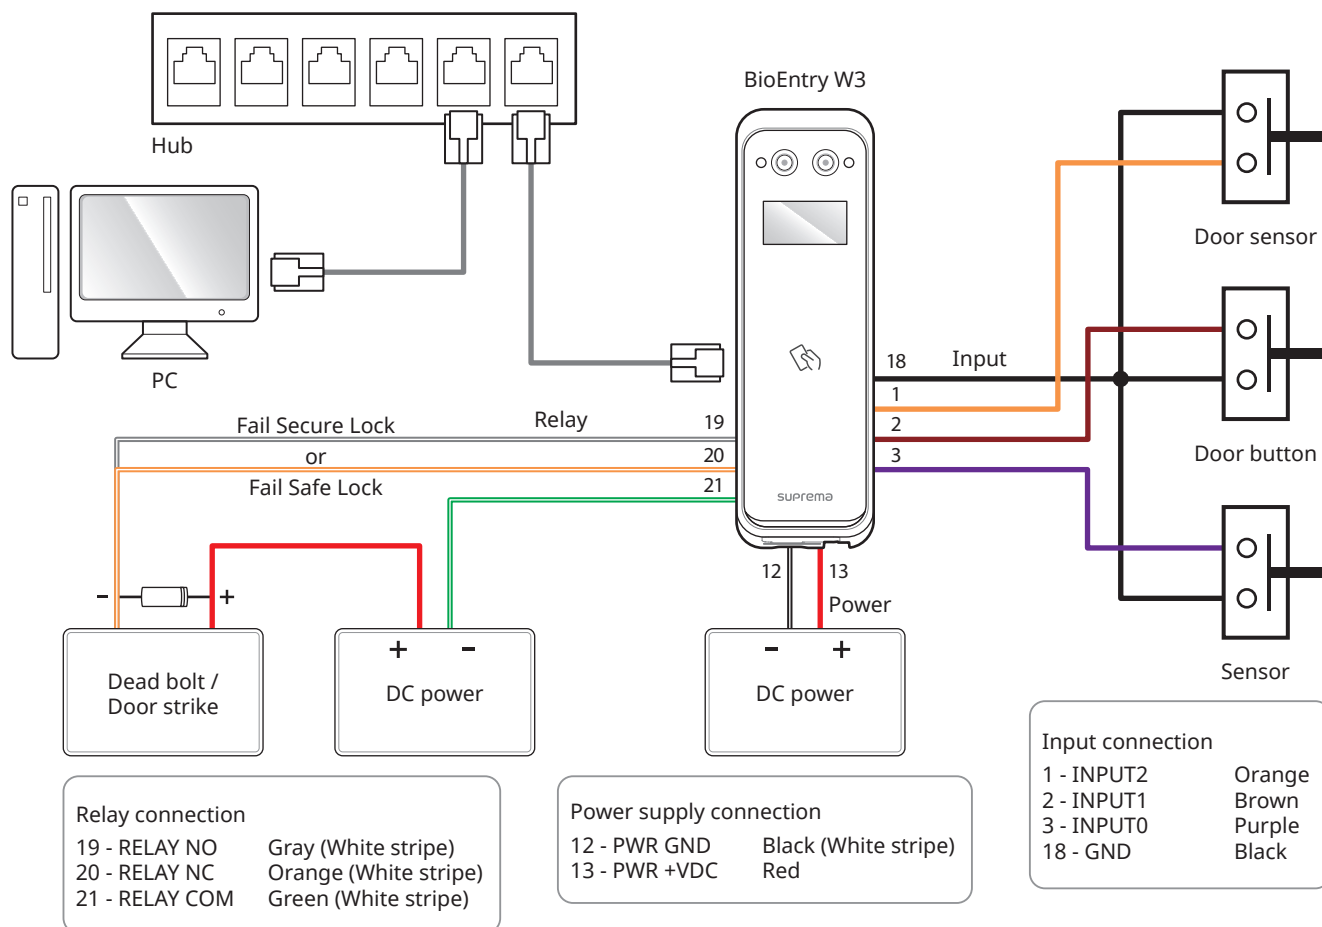 BioEntry W3
Hub
Door sensor
PC
18
Input
1
2
3
Fail Secure Lock
Relay
19
or
20
Fail Safe Lock
21
Door button
suprema
12
13
Power
-
+
+
-
-
+
Dead bolt /
Door strike
DC power
DC power
Sensor
Relay connection
19 - RELAY NO Gray (White stripe)
20 - RELAY NC Orange (White stripe)
21 - RELAY COM Green (White stripe)
Power supply connection
12 - PWR GND Black (White stripe)
13 - PWR +VDC Red
Input connection
1 - INPUT2 Orange
2 - INPUT1 Brown
3 - INPUT0 Purple
18 - GND Black